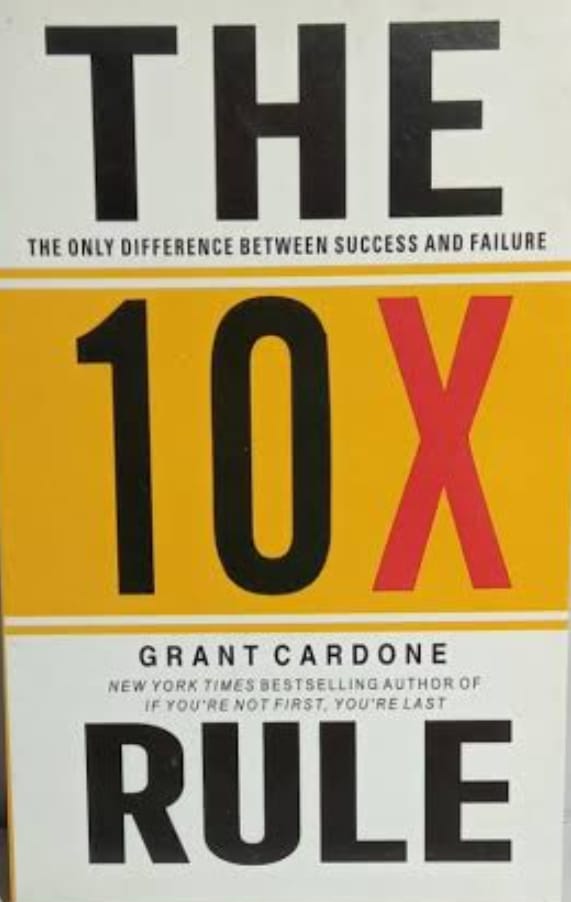 THE
THE ONLY DIFFERENCE BETWEEN SUCCESS AND FAILURE
10X
GRANT CARDONE
NEW YORK TIMES BESTSELLING AUTHOR OF
IF YOU'RE NOT FIRST, YOU'RE LAST
RULE